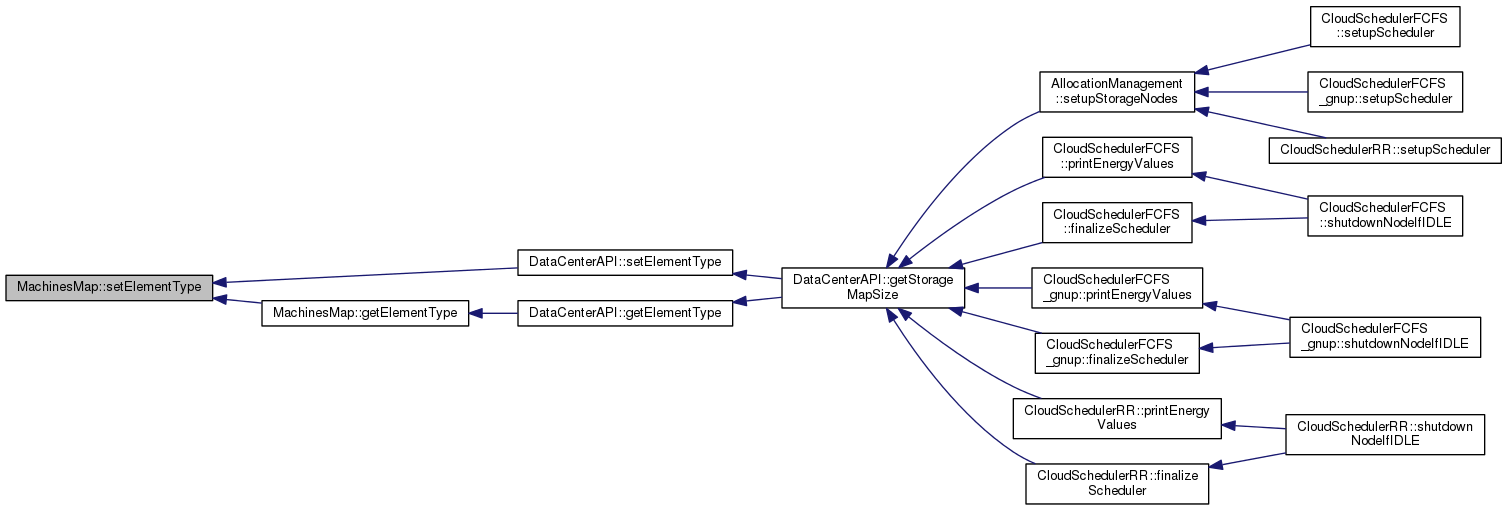 CloudSchedulerFCFS
::setupScheduler
AllocationManagement
::setupStorageNodes
CloudSchedulerFCFS
_gnup::setupScheduler
CloudSchedulerRR::setupScheduler
CloudSchedulerFCFS
::printEnergyValues
CloudSchedulerFCFS
::shutdownNodeIfIDLE
CloudSchedulerFCFS
::finalizeScheduler
DataCenterAPI::setElementType
MachinesMap::setElementType
DataCenterAPI::getStorage
MapSize
CloudSchedulerFCFS
_gnup::printEnergyValues
MachinesMap::getElementType
DataCenterAPI::getElementType
CloudSchedulerFCFS
_gnup::shutdownNodeIfIDLE
CloudSchedulerFCFS
_gnup::finalizeScheduler
CloudSchedulerRR::printEnergy
Values
CloudSchedulerRR::shutdown
NodeIfIDLE
CloudSchedulerRR::finalize
Scheduler